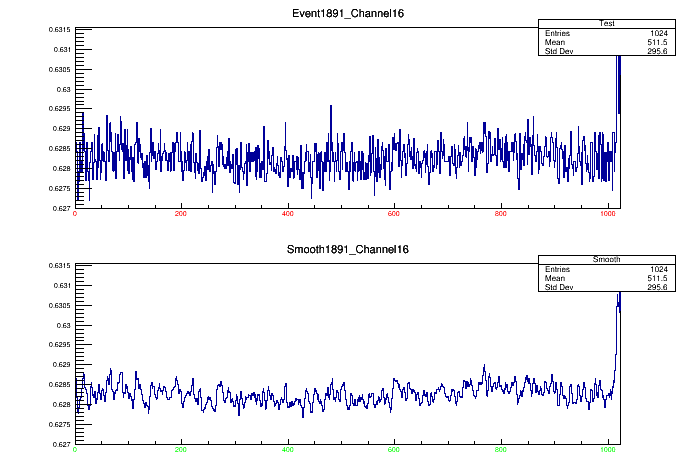 Event1891_Channel16
Test
Entries 1024
Mean 511.5
Std Dev 295.6
0.6315
0.631
0.6305
0.63
0.6295
0.629
0.6285
0.628
0.6275
0.627
0 200 400 600 800 1000
Smooth1891_Channel16
Smooth
Entries 1024
Mean 511.5
Std Dev 295.6
0.6315
0.631
0.6305
0.63
0.6295
0.629
0.6285
0.628
0.6275
0.627
0 200 400 600 800 1000